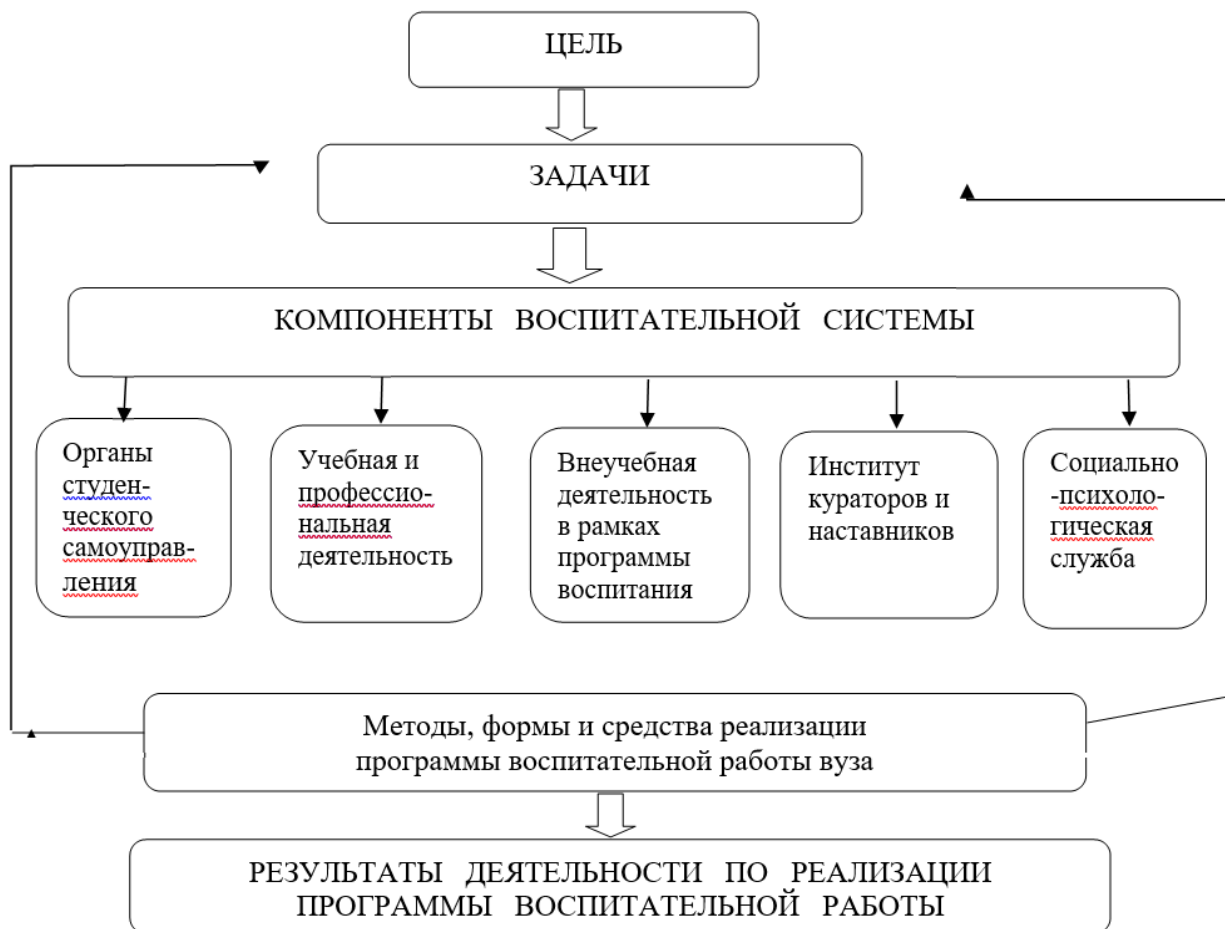 ЦЕЛЬ
ЗАДАЧИ
КОМПОНЕНТЫ ВОСПИТАТЕЛЬНОЙ СИСТЕМЫ
Органы
студен-
ческого
самоуправ-
ления
Учебная и
профессио-
нальная
деятельность
Внеучебная
деятельность
в рамках
программы
воспитания
Институт
кураторов и
наставников
Социально
-психоло-
гическая
служба
Методы, формы и средства реализации
программы воспитательной работы вуза
РЕЗУЛЬТАТЫ ДЕЯТЕЛЬНОСТИ ПО РЕАЛИЗАЦИИ
ПРОГРАММЫ ВОСПИТАТЕЛЬНОЙ РАБОТЫ